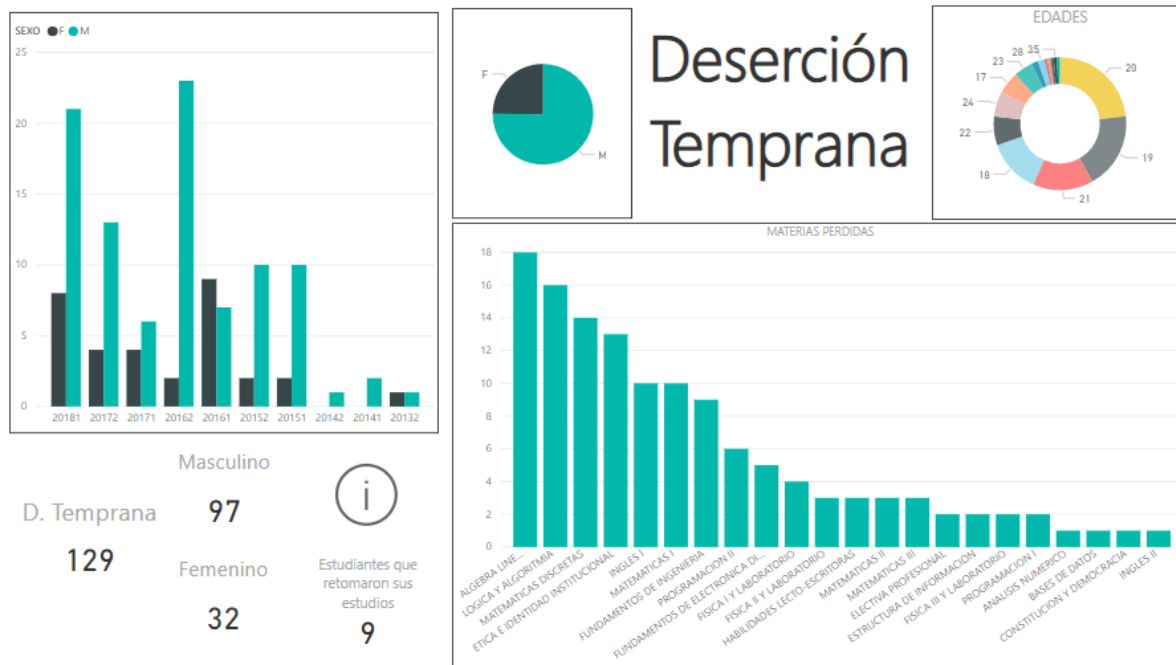 SEXO F M
25
20
15
10
5
0
20181 20172 20171 20162 20161 20152 20151 20142 20141 20132
F
M
Deserción
Temprana
EDADES
28 35
23
17
24
22
18
20
19
21
MATERIAS PERDIDAS
18
16
14
12
10
8
6
4
2
0
ALGEBRA LINE...
LOGICA Y ALGORITMIA
MATEMATICAS DISCRETAS
ETICA E IDENTIDAD INSTITUCIONAL
INGLES I
MATEMATICAS I
FUNDAMENTOS DE INGENIERIA
PROGRAMACION II
FUNDAMENTOS DE ELECTRONICA DI...
FISICA I Y LABORATORIO
FISICA II Y LABORATORIO
HABILIDADES LECTO-ESCRITORAS
MATEMATICAS II
MATEMATICAS III
ELECTIVA PROFESIONAL
ESTRUCTURA DE INFORMACION
FISICA III Y LABORATORIO
PROGRAMACION I
ANALISIS NUMERICO
BASES DE DATOS
CONSTITUCION Y DEMOCRACIA
INGLES II
Masculino
97
D. Temprana
129
Femenino
32
i
Estudiantes que
retomaron sus
estudios
9